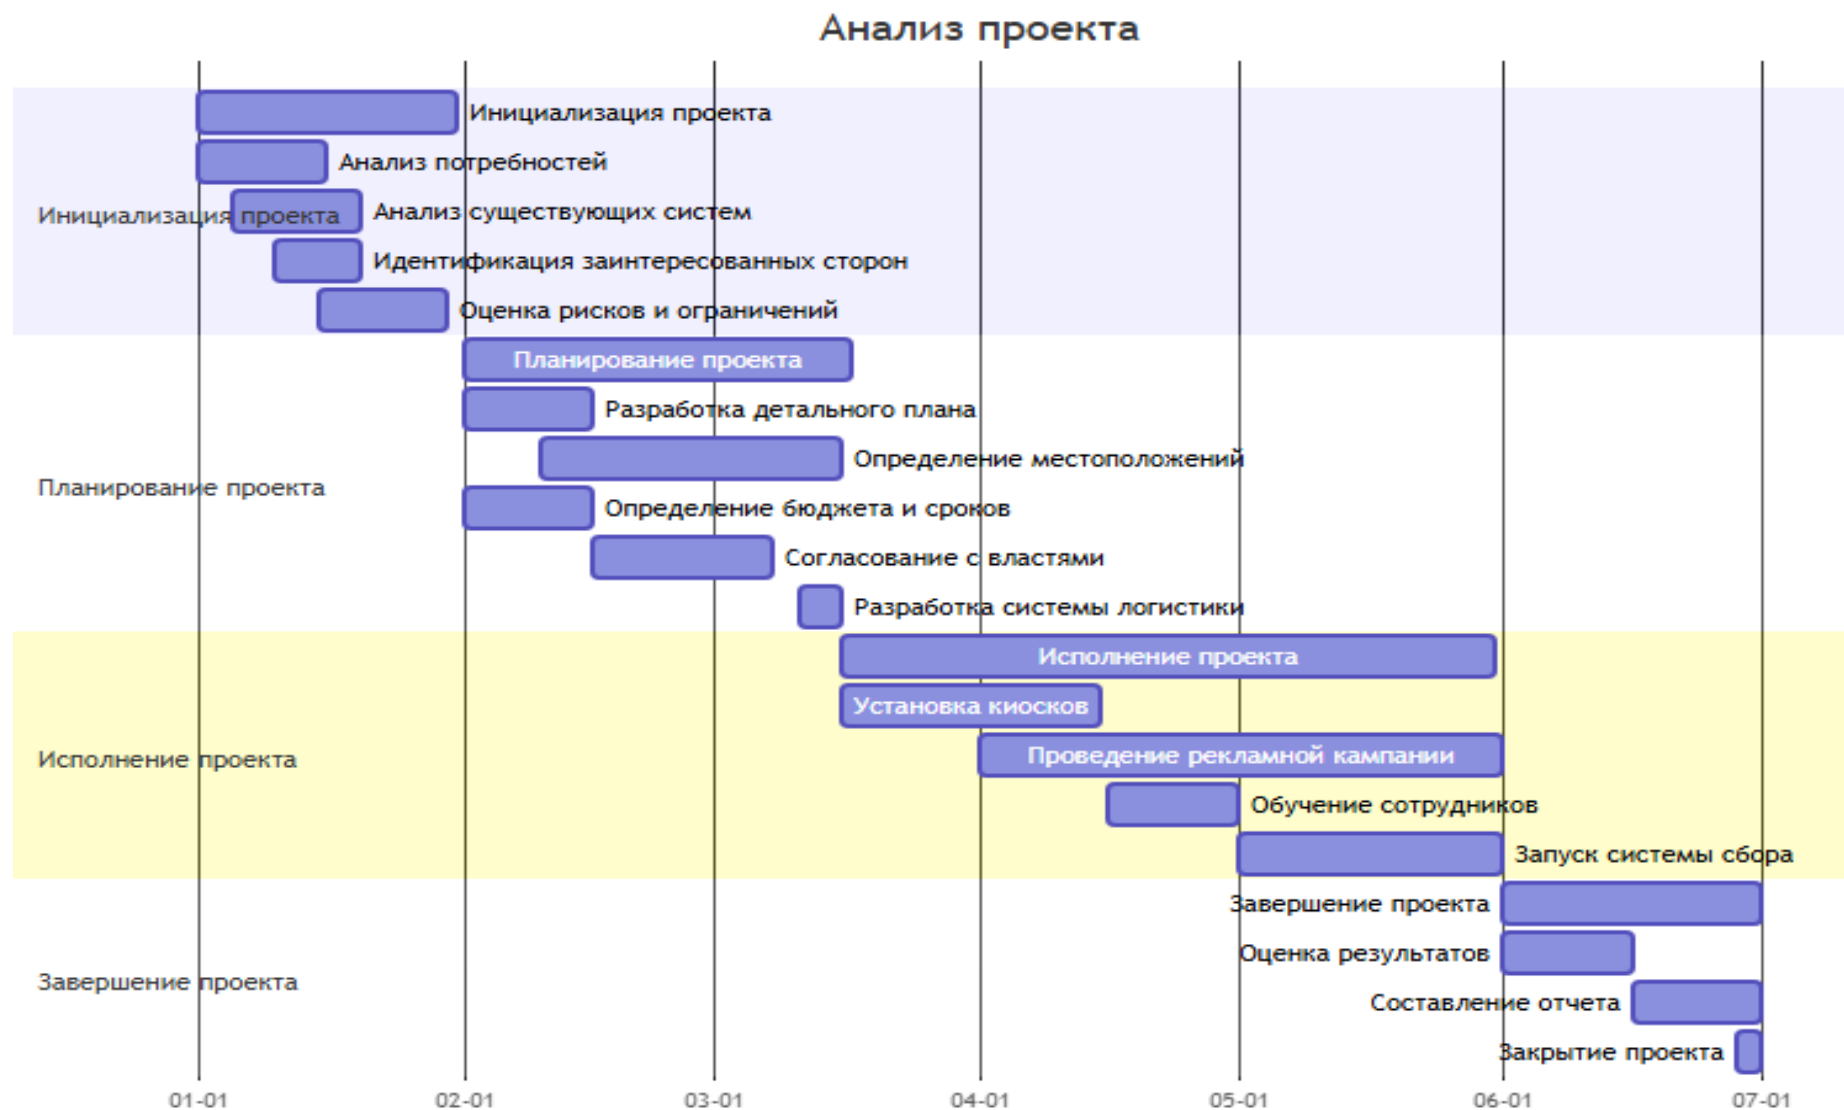 Анализ проекта
Инициализация проекта
Анализ потребностей
Инициализация проекта
Анализ существующих систем
Идентификация заинтересованных сторон
Оценка рисков и ограничений
Планирование проекта
Разработка детального плана
Определение местоположений
Планирование проекта
Определение бюджета и сроков
Согласование с властями
Разработка системы логистики
Исполнение проекта
Установка киосков
Исполнение проекта
Проведение рекламной кампании
Обучение сотрудников
Запуск системы сбора
Завершение проекта
Оценка результатов
Завершение проекта
Составление отчета
Закрытие проекта
01-01 02-01 03-01 04-01 05-01 06-01 07-01